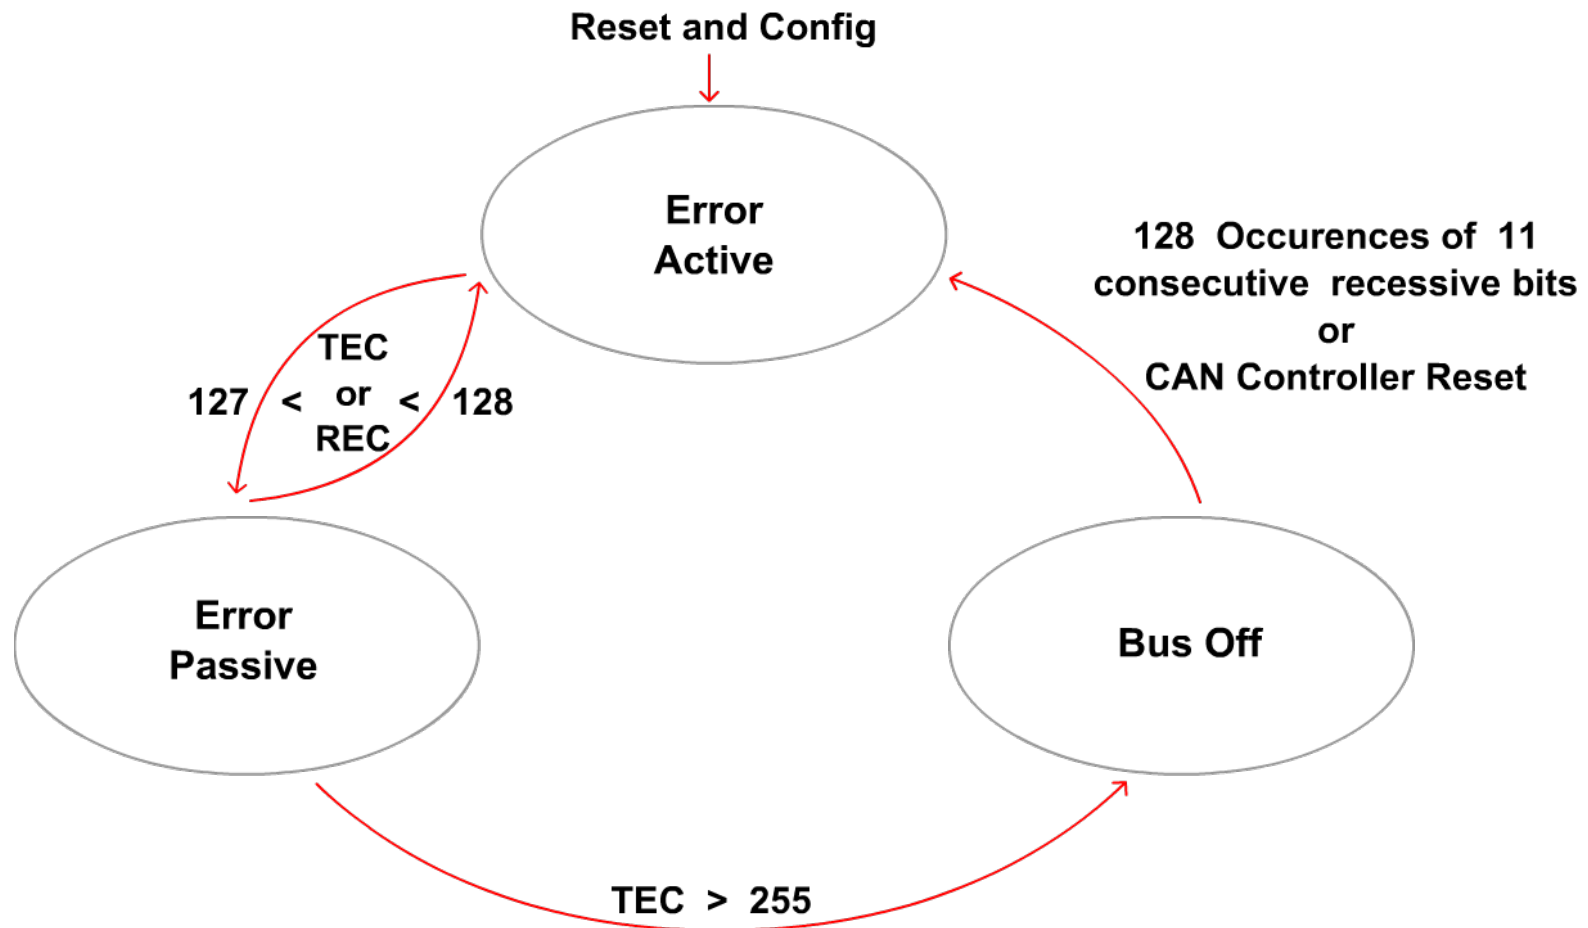 Reset and Config
Error
Active
128 Occurences of 11
consecutive recessive bits
or
CAN Controller Reset
TEC
127 < or < 128
REC
Error
Passive
Bus Off
TEC > 255